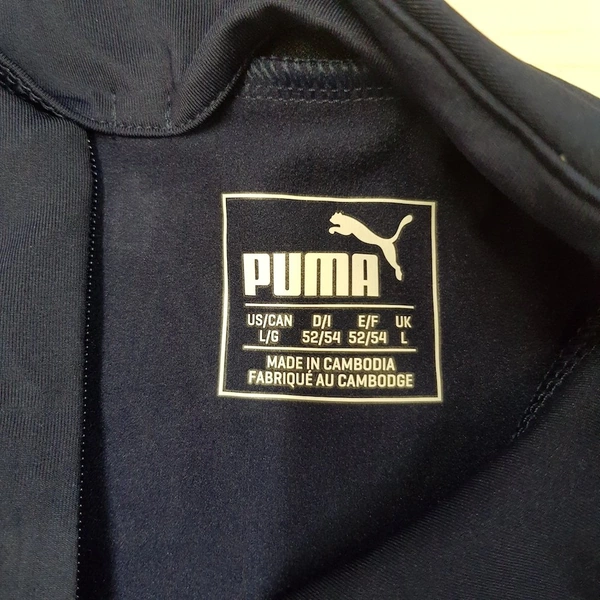 PUMA
US/CAN D/I E/F UK
L/G 52/54 52/54 L
MADE IN CAMBODIA
FABRIQUÉ AU CAMBODGE